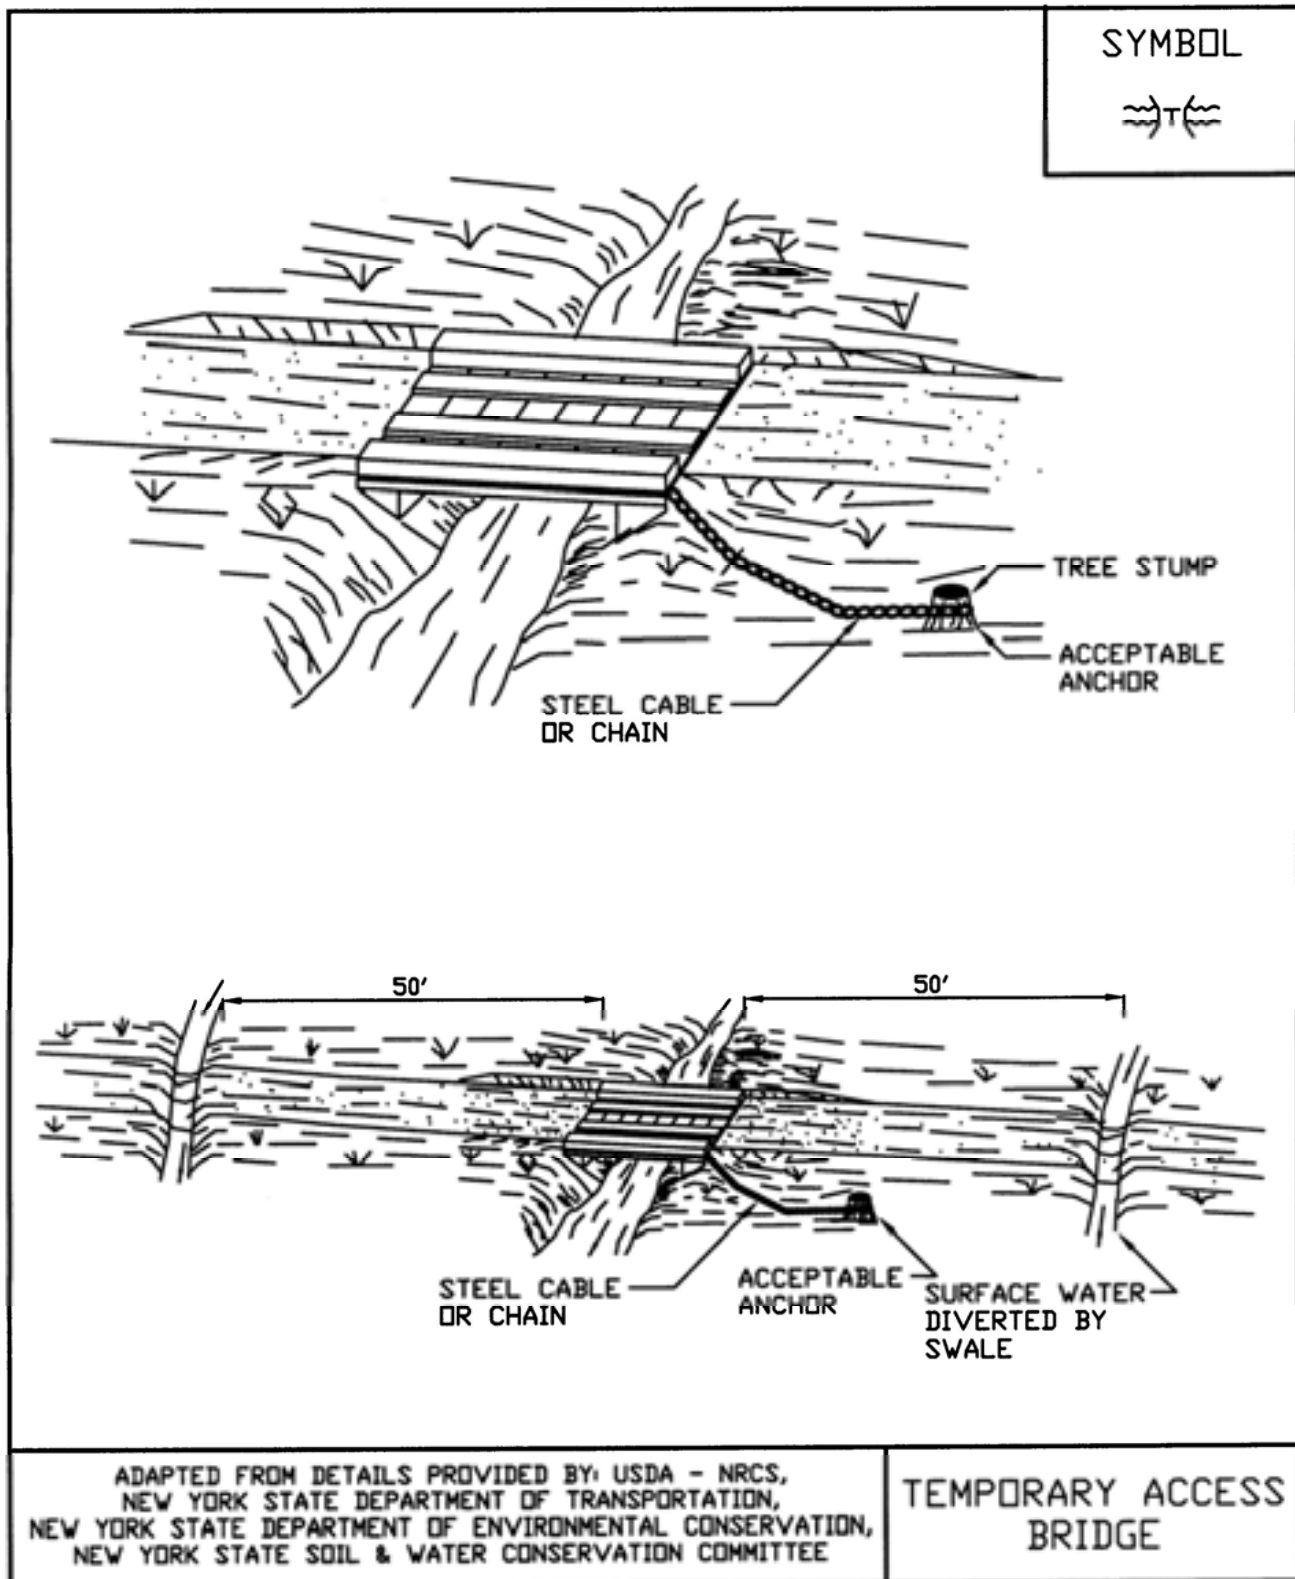 SYMBOL
T
TREE STUMP
ACCEPTABLE
ANCHOR
STEEL CABLE
OR CHAIN
50'
50'
STEEL CABLE
OR CHAIN
ACCEPTABLE
ANCHOR
SURFACE WATER
DIVERTED BY
SWALE
ADAPTED FROM DETAILS PROVIDED BY: USDA - NRCS,
NEW YORK STATE DEPARTMENT OF TRANSPORTATION,
NEW YORK STATE DEPARTMENT OF ENVIRONMENTAL CONSERVATION,
NEW YORK STATE SOIL & WATER CONSERVATION COMMITTEE
TEMPORARY ACCESS
BRIDGE